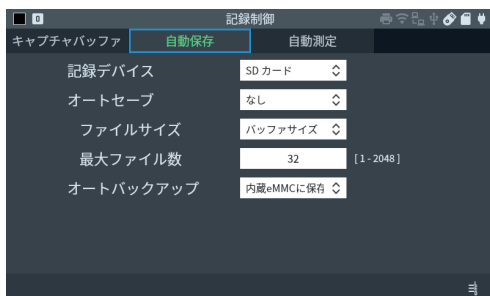 0 記録制御
キャプチャバッファ 自動保存 自動測定
記録デバイス SD カード
オートセーブ なし
ファイルサイズ バッファサイズ
最大ファイル数 32 [1-2048]
オートバックアップ 内蔵eMMCに保存